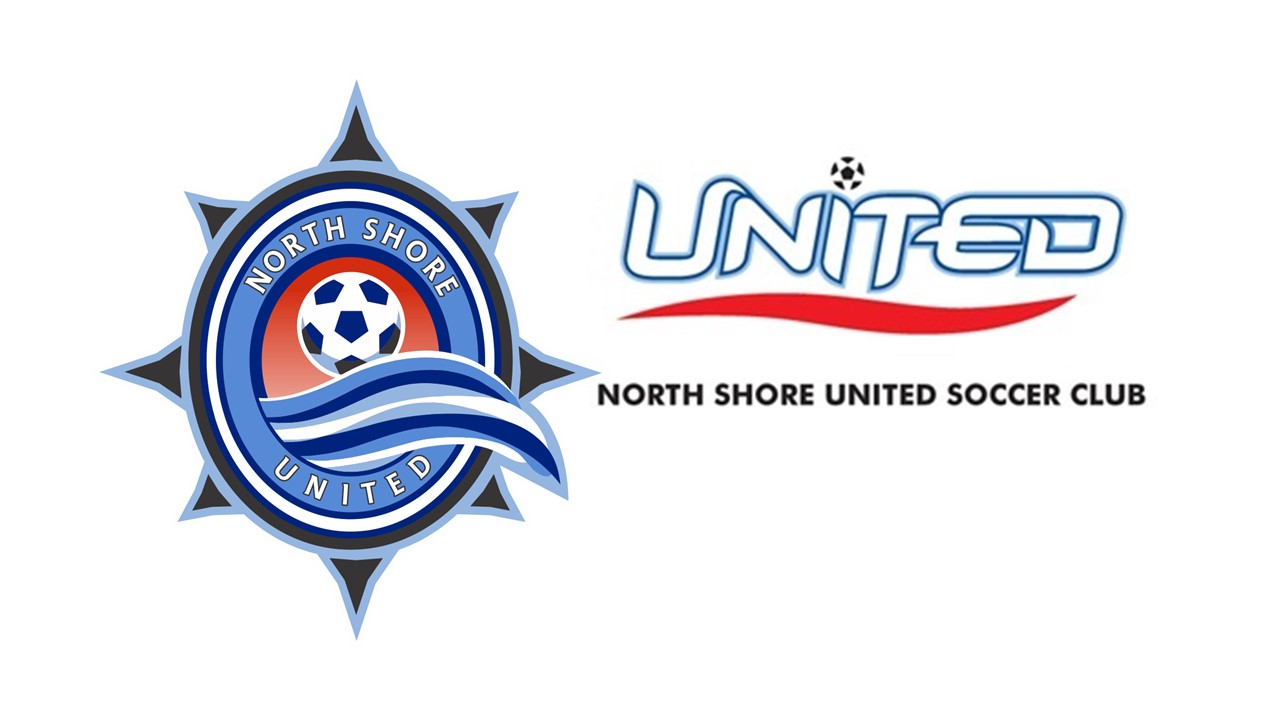 NORTH SHORE
UNITED
UNITED
NORTH SHORE UNITED SOCCER CLUB